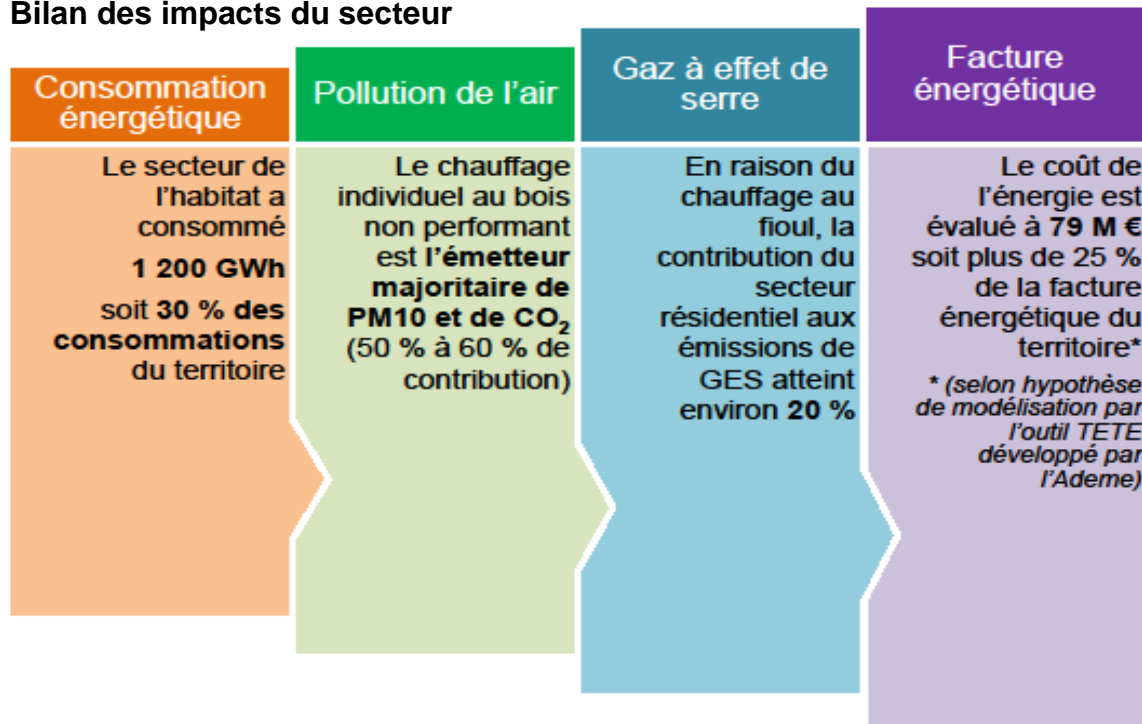 Bilan des impacts du secteur
Consommation
énergétique
Le secteur de
l'habitat a
consommé
1 200 GWh
soit 30 % des
consommations
du territoire
Pollution de l'air
Le chauffage
individuel au bois
non performant
est l'émetteur
majoritaire de
PM10 et de CO₂
(50 % à 60 % de
contribution)
Gaz à effet de
serre
En raison du
chauffage au
fioul, la
contribution du
secteur
résidentiel aux
émissions de
GES atteint
environ 20 %
Facture
énergétique
Le coût de
l'énergie est
évalué à 79 M €
soit plus de 25 %
de la facture
énergétique du
territoire*
* (selon hypothèse
de modélisation par
l'outil TETE
développé par
l'Ademe)